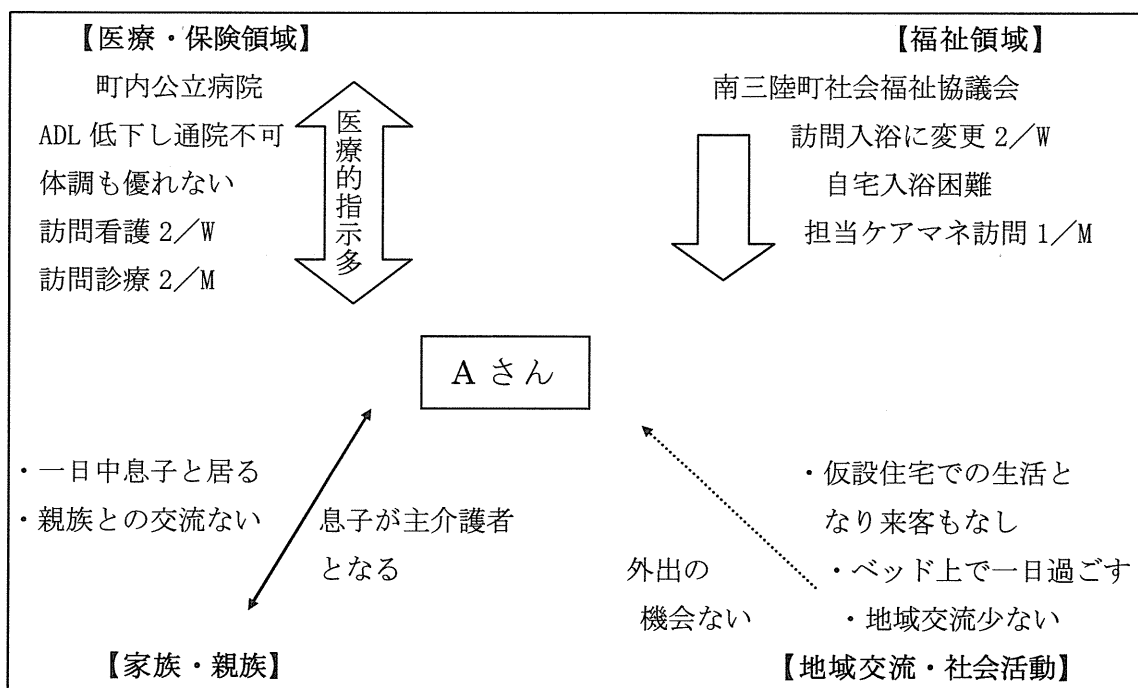 【医療・保険領域】
町内公立病院
ADL 低下し通院不可
体調も優れない
訪問看護 2／W
訪問診療 2／M
医療的指示多
【福祉領域】
南三陸町社会福祉協議会
訪問入浴に変更 2／W
自宅入浴困難
担当ケアマネ訪問 1／M
A さん
・一日中息子と居る
・親族との交流ない
息子が主介護者
となる
【家族・親族】
・仮設住宅での生活と
なり来客もなし
・ベッド上で一日過ごす
・地域交流少ない
外出の
機会ない
【地域交流・社会活動】